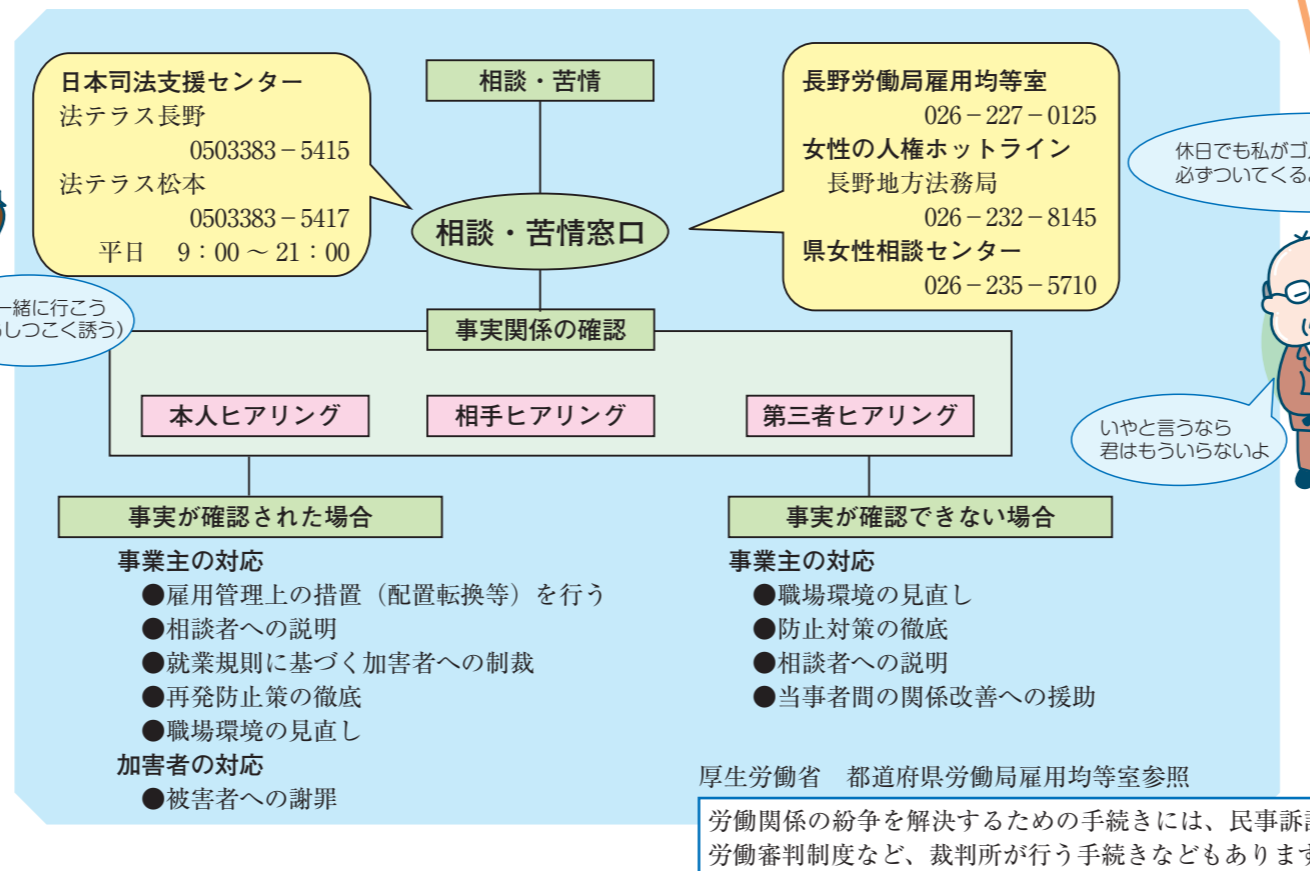 日本司法支援センター
法テラス長野
0503383－5415
法テラス松本
0503383－5417
平日　9：00～21：00
相談・苦情
長野労働局雇用均等室
026－227－0125
女性の人権ホットライン
長野地方法務局
026－232－8145
県女性相談センター
026－235－5710
休日でも私がゴ
必ずついてくる
相談・苦情窓口
一緒に行こう
しつこく誘う）
事実関係の確認
本人ヒアリング
相手ヒアリング
第三者ヒアリング
いやと言うなら
君はもういらないよ
事実が確認された場合
事業主の対応
●雇用管理上の措置（配置転換等）を行う
●相談者への説明
●就業規則に基づく加害者への制裁
●再発防止策の徹底
●職場環境の見直し
加害者の対応
●被害者への謝罪
事実が確認できない場合
事業主の対応
●職場環境の見直し
●防止対策の徹底
●相談者への説明
●当事者間の関係改善への援助
厚生労働省　都道府県労働局雇用均等室参照
労働関係の紛争を解決するための手続きには、民事訴
労働審判制度など、裁判所が行う手続きなどもあります